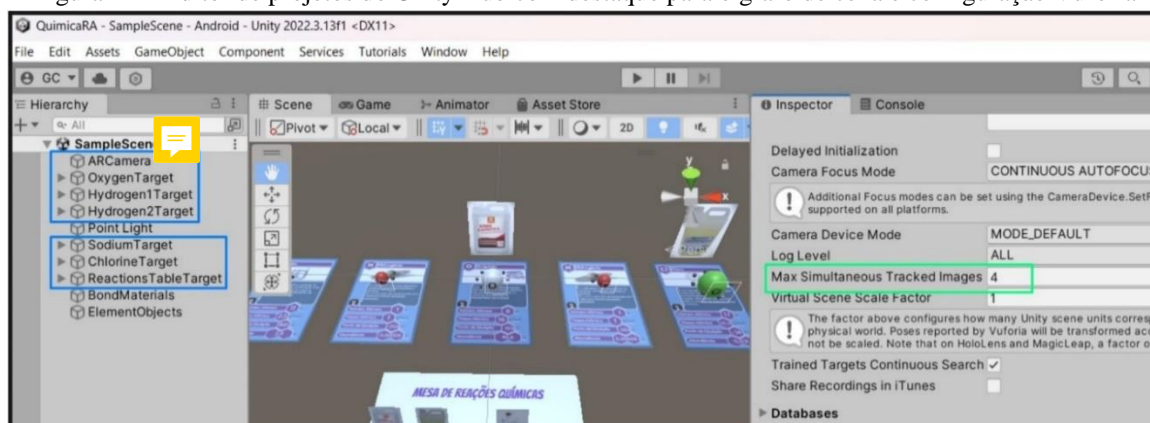 QuimicaRA - SampleScene - Android - Unity 2022.3.13f1 <DX11>
File Edit Assets GameObject Component Services Tutorials Window Help
GC
Hierarchy
Scene Game Animator Asset Store
Inspector Console
All
Pivot Local 2D
SampleScen
ARCamera
OxygenTarget
Hydrogen1Target
Hydrogen2Target
Point Light
SodiumTarget
ChlorineTarget
ReactionsTableTarget
BondMaterials
ElementObjects
y
x
MESA DE REAÇÕES QUÍMICAS
Delayed Initialization
Camera Focus Mode CONTINUOUS AUTOFOCU
Additional Focus modes can be set using the CameraDevice.SetF
supported on all platforms.
Camera Device Mode MODE_DEFAULT
Log Level ALL
Max Simultaneous Tracked Images 4
Virtual Scene Scale Factor 1
The factor above configures how many Unity scene units corres
physical world. Poses reported by Vuforia will be transformed acc
not be scaled. Note that on HoloLens and MagicLeap, a factor o
Trained Targets Continuous Search
Share Recordings in iTunes
Databases